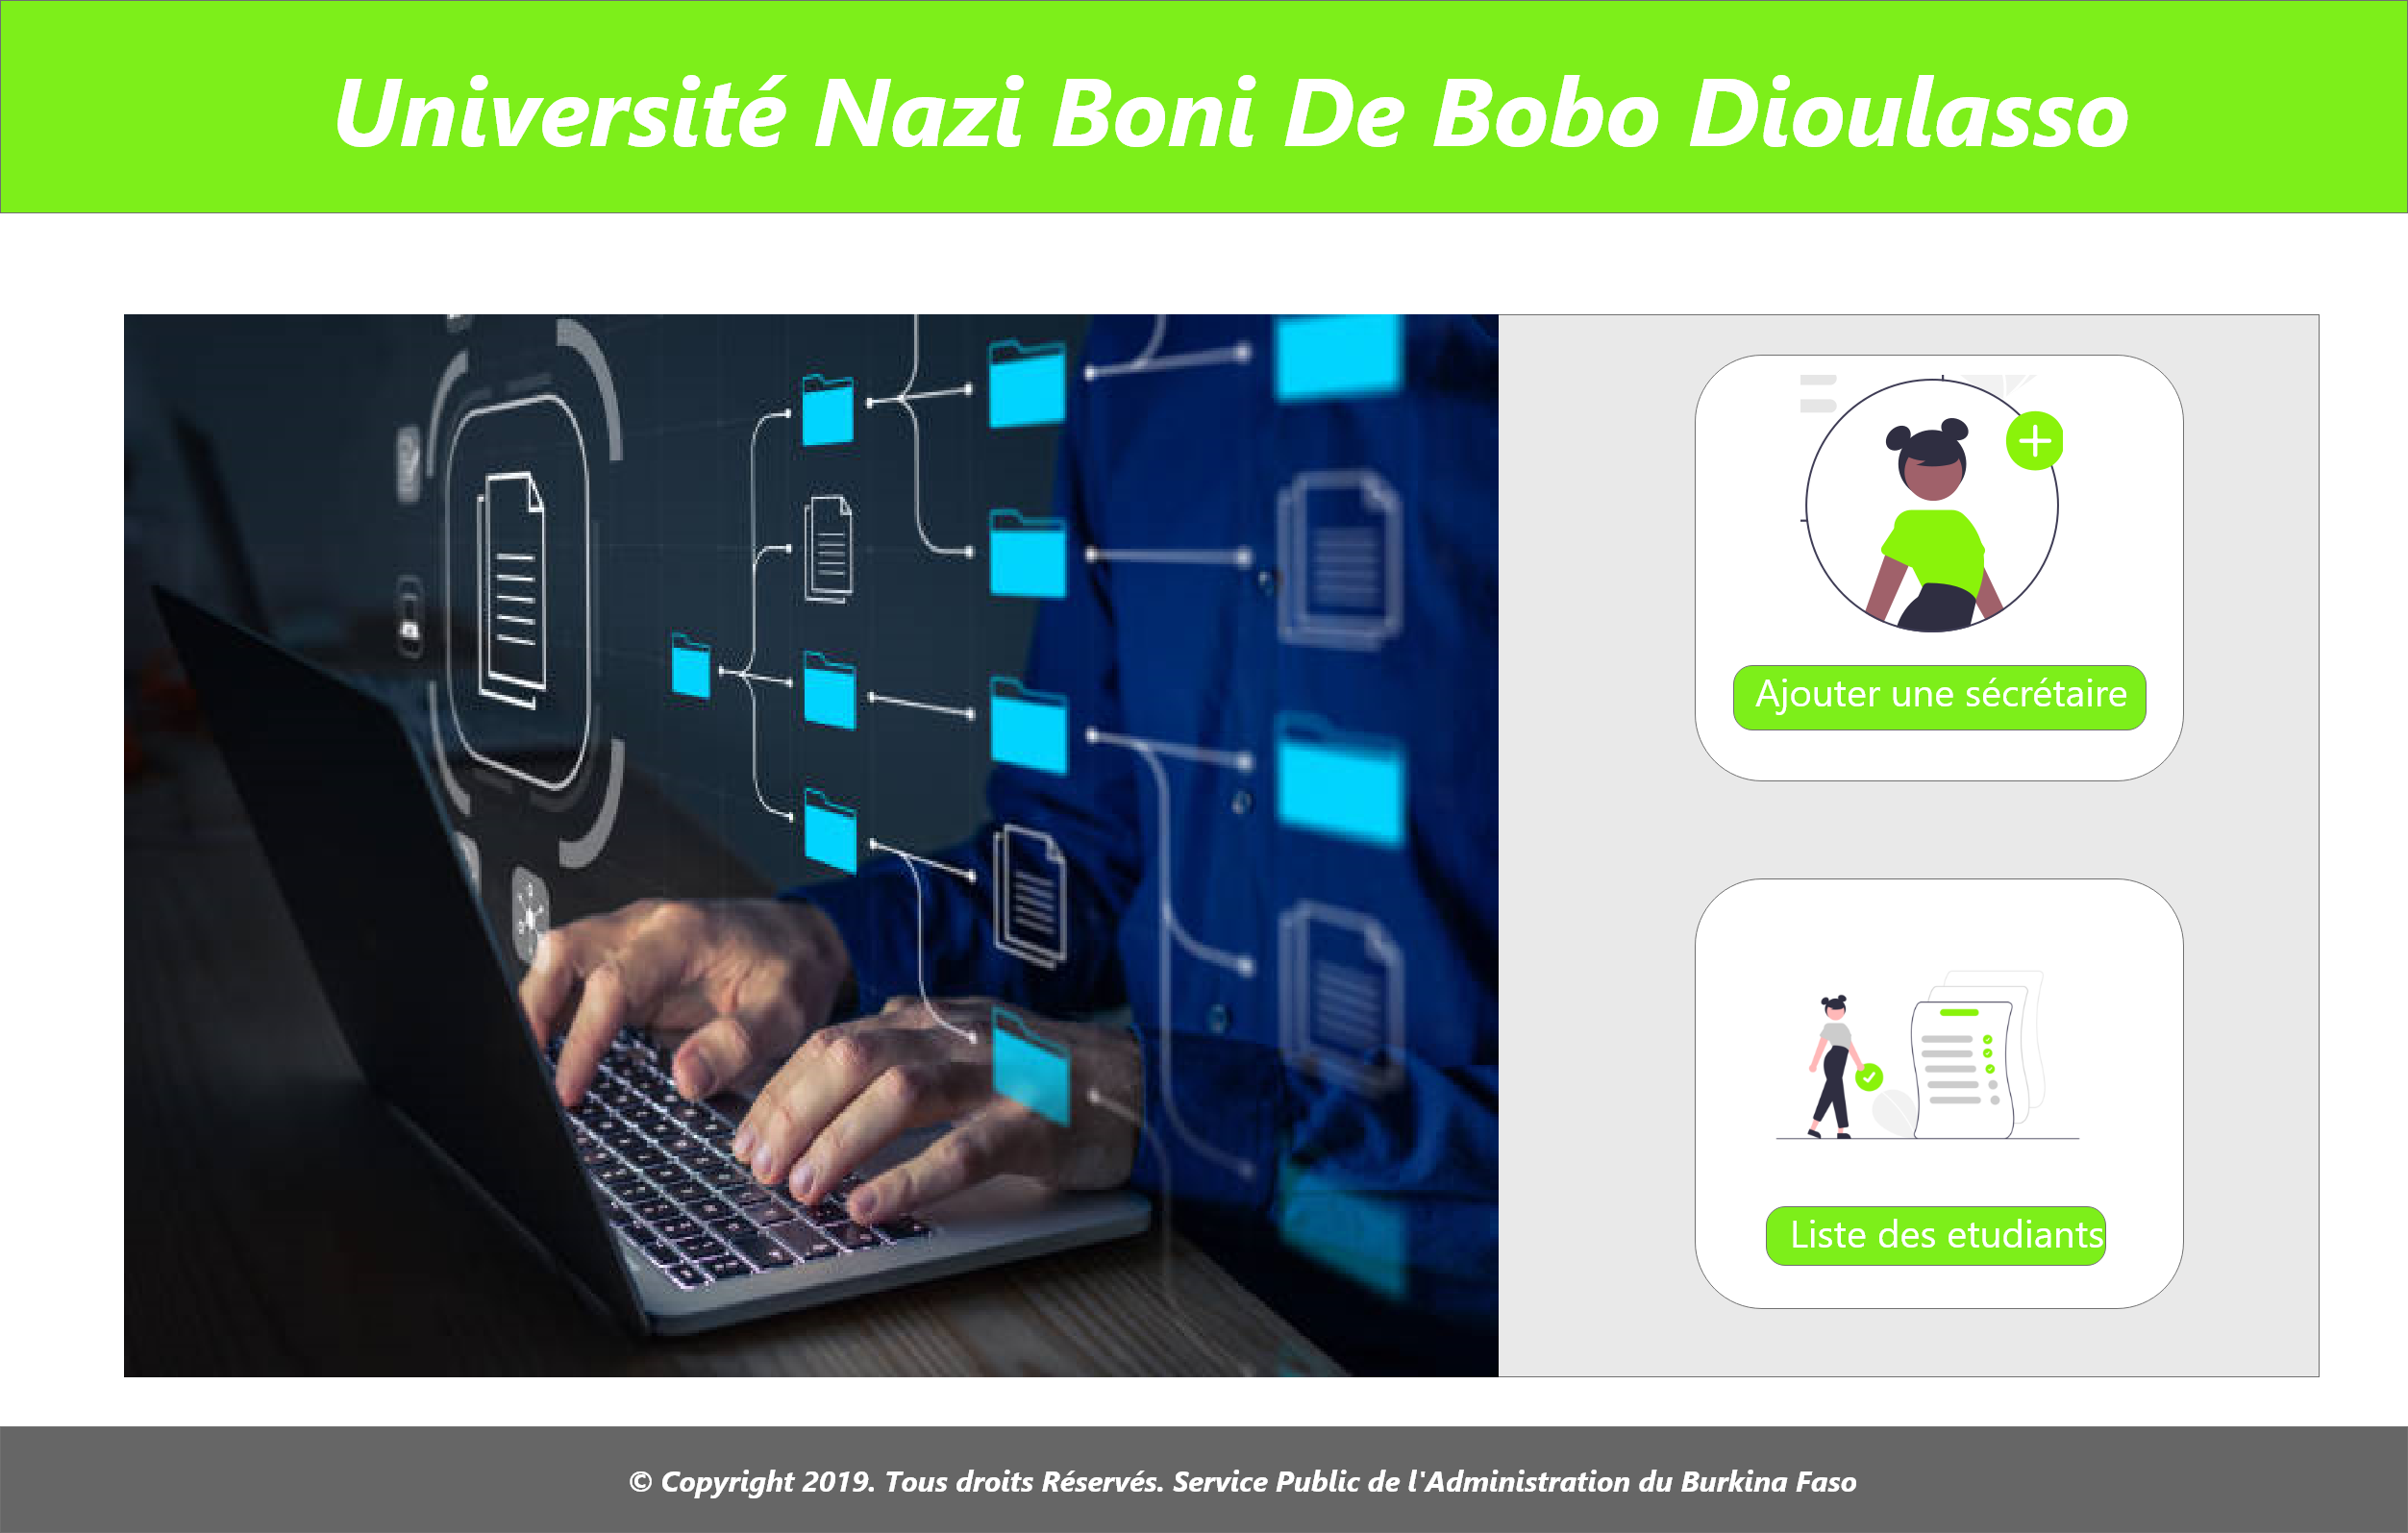 Université Nazi Boni De Bobo Dioulasso
Ajouter une sécrétaire
Liste des etudiants
© Copyright 2019. Tous droits Réservés. Service Public de l'Administration du Burkina Faso